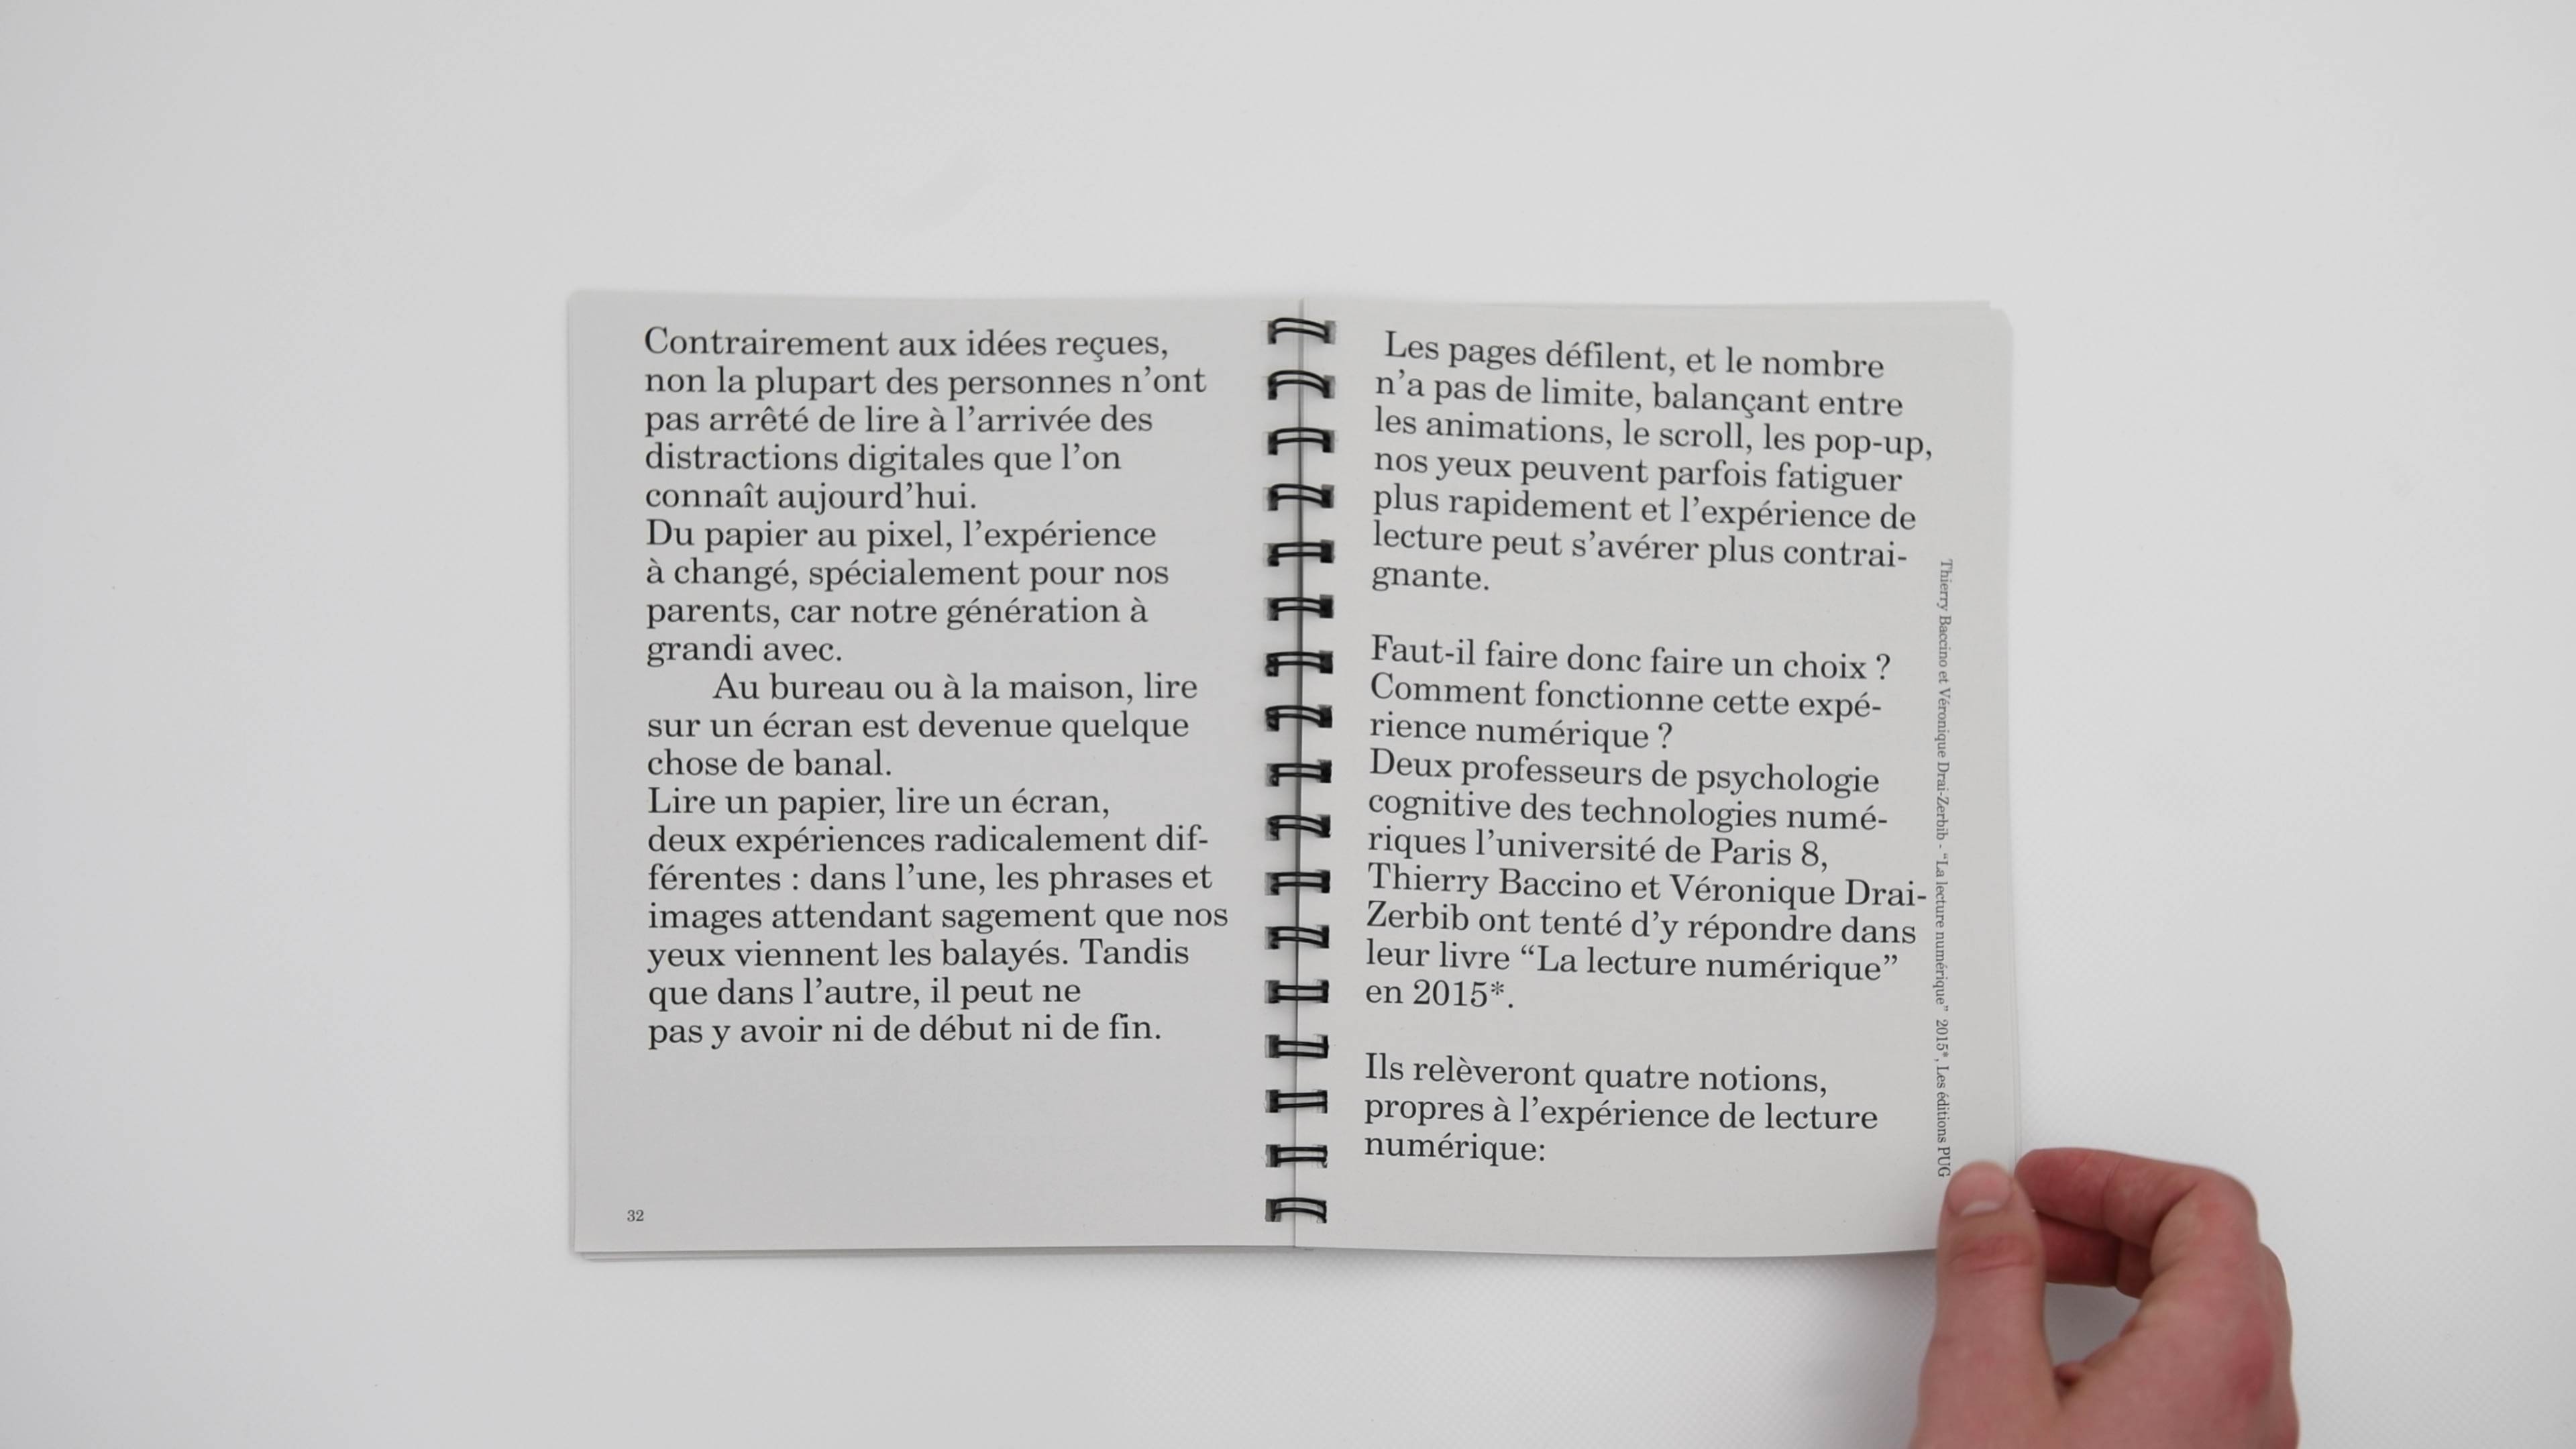 Contrairement aux idées reçues,
non la plupart des personnes n’ont
pas arrêté de lire à l’arrivée des
distractions digitales que l’on
connaît aujourd’hui.
Du papier au pixel, l’expérience
à changé, spécialement pour nos
parents, car notre génération à
grandi avec.
Au bureau ou à la maison, lire
sur un écran est devenue quelque
chose de banal.
Lire un papier, lire un écran,
deux expériences radicalement dif-
férentes : dans l’une, les phrases et
images attendant sagement que nos
yeux viennent les balayés. Tandis
que dans l’autre, il peut ne
pas y avoir ni de début ni de fin.
32
Les pages défilent, et le nombre
n’a pas de limite, balançant entre
les animations, le scroll, les pop-up,
nos yeux peuvent parfois fatiguer
plus rapidement et l’expérience de
lecture peut s’avérer plus contrai-
gnante.
Faut-il faire donc faire un choix ?
Comment fonctionne cette expé-
rience numérique ?
Deux professeurs de psychologie
cognitive des technologies numé-
riques l’université de Paris 8,
Thierry Baccino et Véronique Drai-
Zerbib ont tenté d’y répondre dans
leur livre “La lecture numérique”
en 2015*.
Ils relèveront quatre notions,
propres à l’expérience de lecture
numérique:
Thierry Baccino et Véronique Drai-Zerbib - “La lecture numérique” 2015*, Les éditions PUG